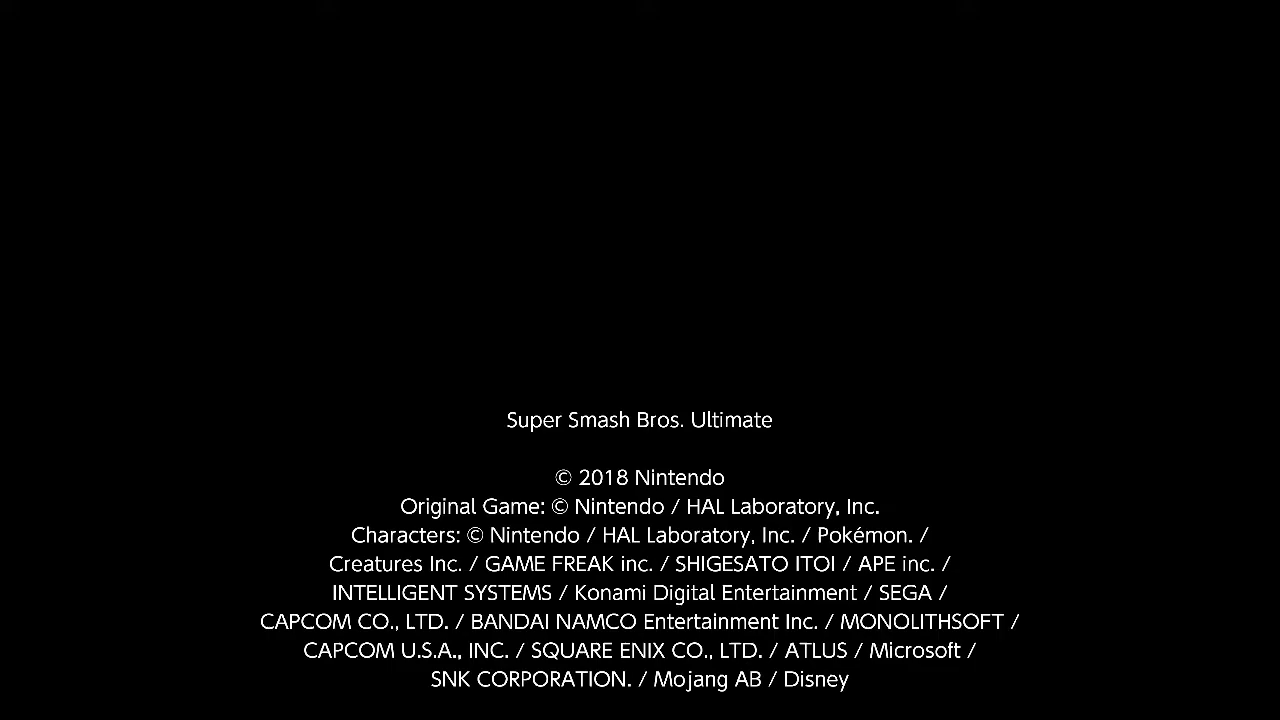 Super Smash Bros. Ultimate
© 2018 Nintendo
Original Game: © Nintendo / HAL Laboratory, Inc.
Characters: © Nintendo / HAL Laboratory, Inc. / Pokémon. /
Creatures Inc. / GAME FREAK inc. / SHIGESATO ITOI / APE inc. /
INTELLIGENT SYSTEMS / Konami Digital Entertainment / SEGA /
CAPCOM CO., LTD. / BANDAI NAMCO Entertainment Inc. / MONOLITHSOFT /
CAPCOM U.S.A., INC. / SQUARE ENIX CO., LTD. / ATLUS / Microsoft /
SNK CORPORATION. / Mojang AB / Disney